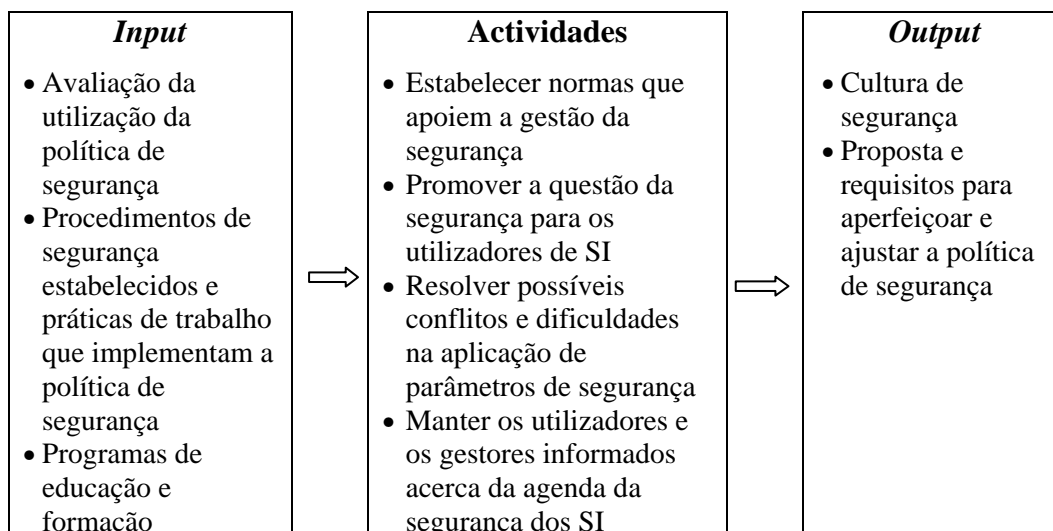 Input
• Avaliação da
utilização da
política de
segurança
• Procedimentos de
segurança
estabelecidos e
práticas de trabalho
que implementam a
política de
segurança
• Programas de
educação e
formação
Actividades
• Estabelecer normas que
apoiem a gestão da
segurança
• Promover a questão da
segurança para os
utilizadores de SI
• Resolver possíveis
conflitos e dificuldades
na aplicação de
parâmetros de segurança
• Manter os utilizadores e
os gestores informados
acerca da agenda da
segurança dos SI
Output
• Cultura de
segurança
• Proposta e
requisitos para
aperfeiçoar e
ajustar a política
de segurança